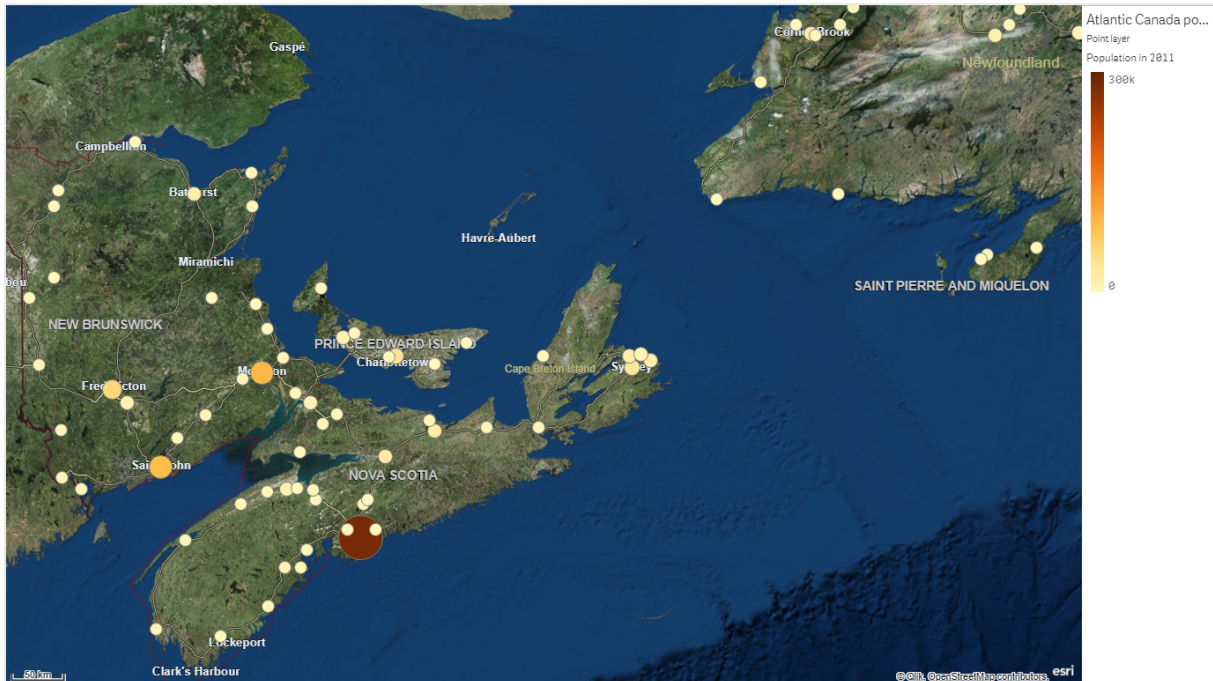 Gaspé
Corner Brook
Newfoundland
Campbellton
Bathurst
Havre-Aubert
Miramichi
bou
SAINT PIERRE AND MIQUELON
NEW BRUNSWICK
PRINCE EDWARD ISLAND
Charlottetown
Cape Breton Island
Sydney
Moncton
Fredericton
Saint John
NOVA SCOTIA
Lockeport
Clark's Harbour
50 km
© Qlik, OpenStreetMap contributors.
esri
Atlantic Canada po...
Point layer
Population in 2011
300k
0